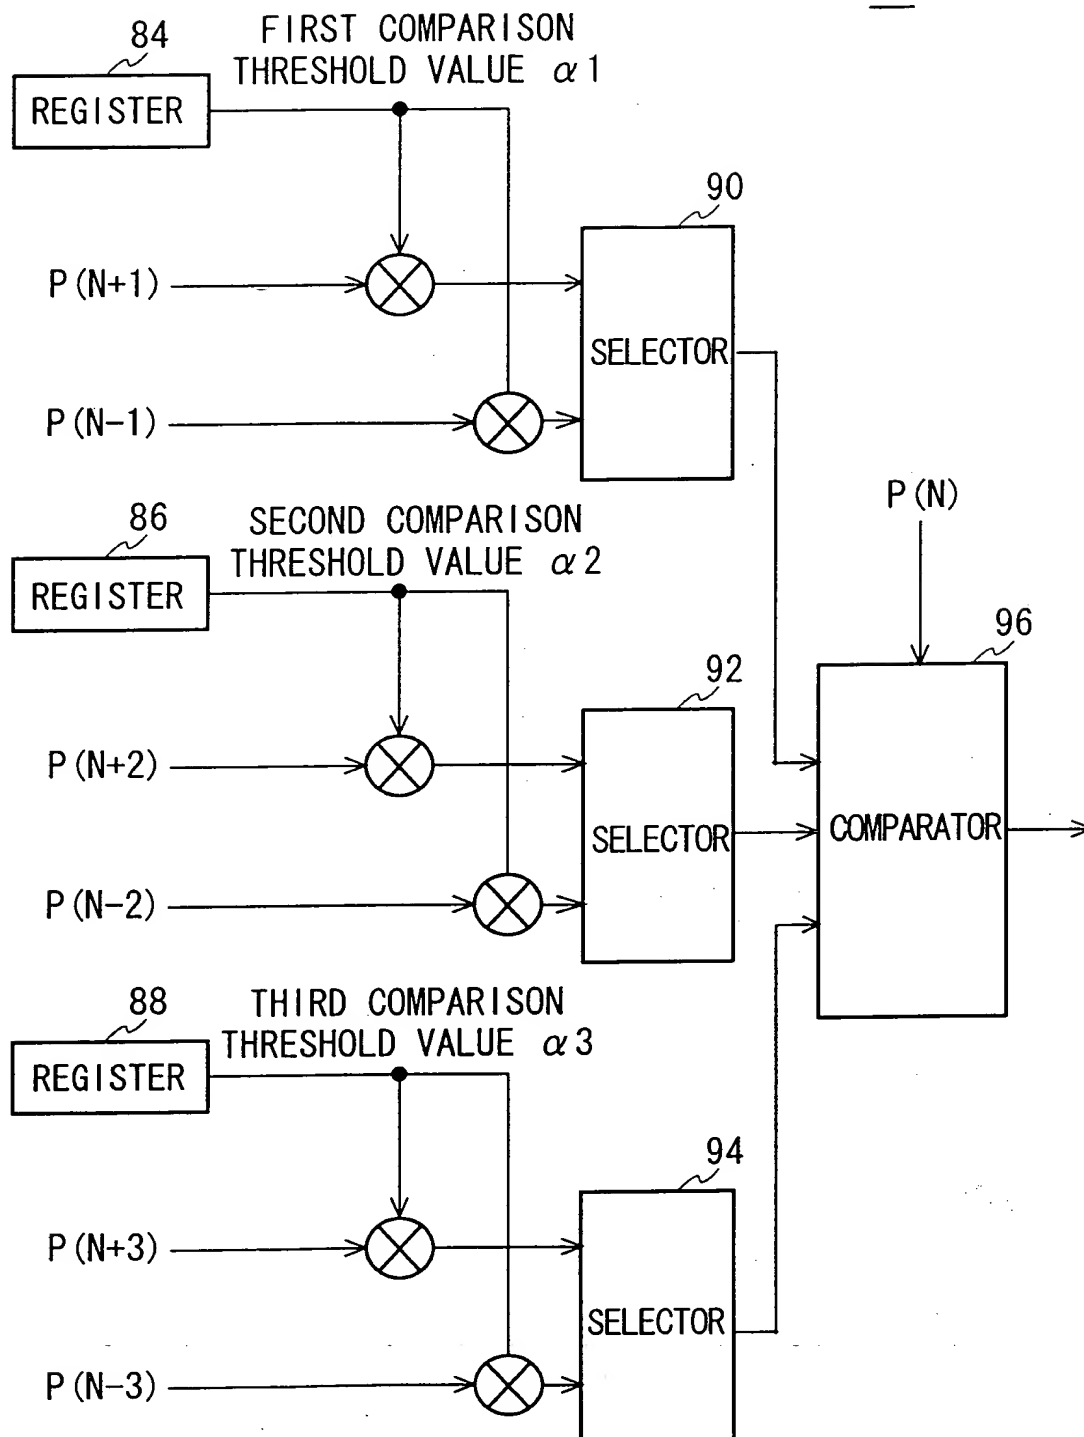 84
FIRST COMPARISON
THRESHOLD VALUE α1
REGISTER
90
P(N+1)
SELECTOR
P(N-1)
P(N)
86
SECOND COMPARISON
THRESHOLD VALUE α2
REGISTER
96
92
P(N+2)
COMPARATOR
SELECTOR
P(N-2)
88
THIRD COMPARISON
THRESHOLD VALUE α3
REGISTER
94
P(N+3)
SELECTOR
P(N-3)